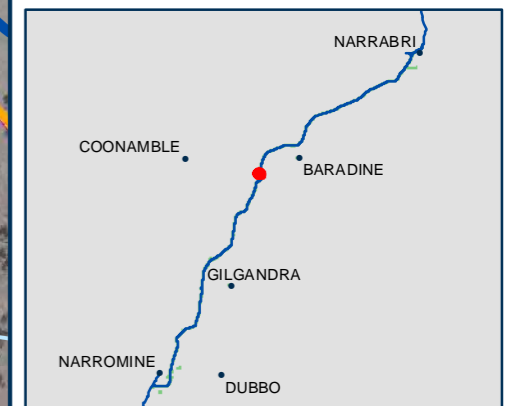 NARRABRI
COONAMBLE
BARADINE
GILGANDRA
NARROMINE
DUBBO